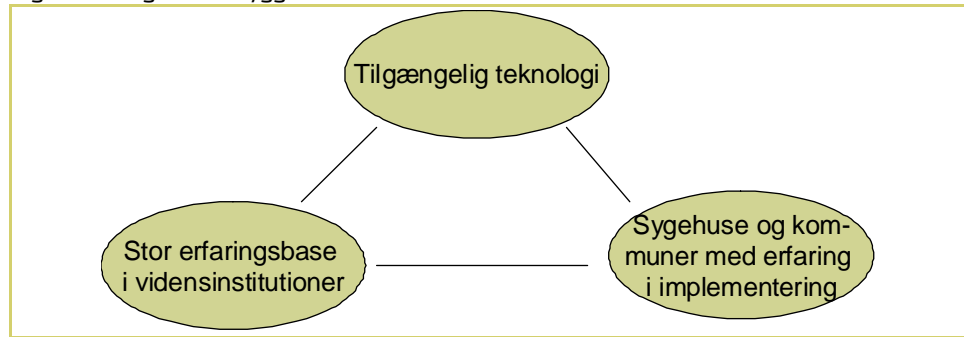 Tilgængelig teknologi
Stor erfaringsbase
i vidensinstitutioner
Sygehuse og kom-
muner med erfaring
i implementering